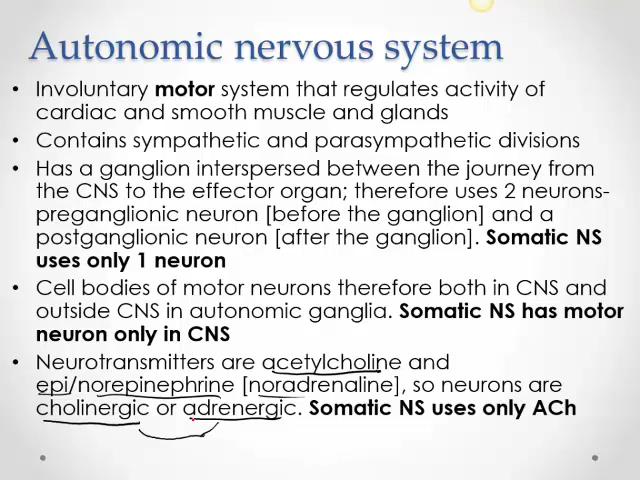 Autonomic nervous system
• Involuntary motor system that regulates activity of
cardiac and smooth muscle and glands
• Contains sympathetic and parasympathetic divisions
• Has a ganglion interspersed between the journey from
the CNS to the effector organ; therefore uses 2 neurons-
preganglionic neuron [before the ganglion] and a
postganglionic neuron [after the ganglion]. Somatic NS
uses only 1 neuron
• Cell bodies of motor neurons therefore both in CNS and
outside CNS in autonomic ganglia. Somatic NS has motor
neuron only in CNS
• Neurotransmitters are acetylcholine and
epi/norepinephrine [noradrenaline], so neurons are
cholinergic or adrenergic. Somatic NS uses only ACh